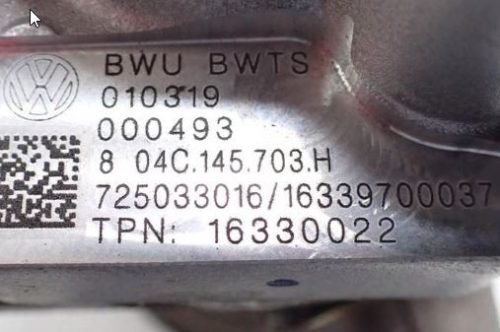 BWU BWTS
010319
000493
8 04C.145.703.H
725033016/16339700037
TPN: 16330022